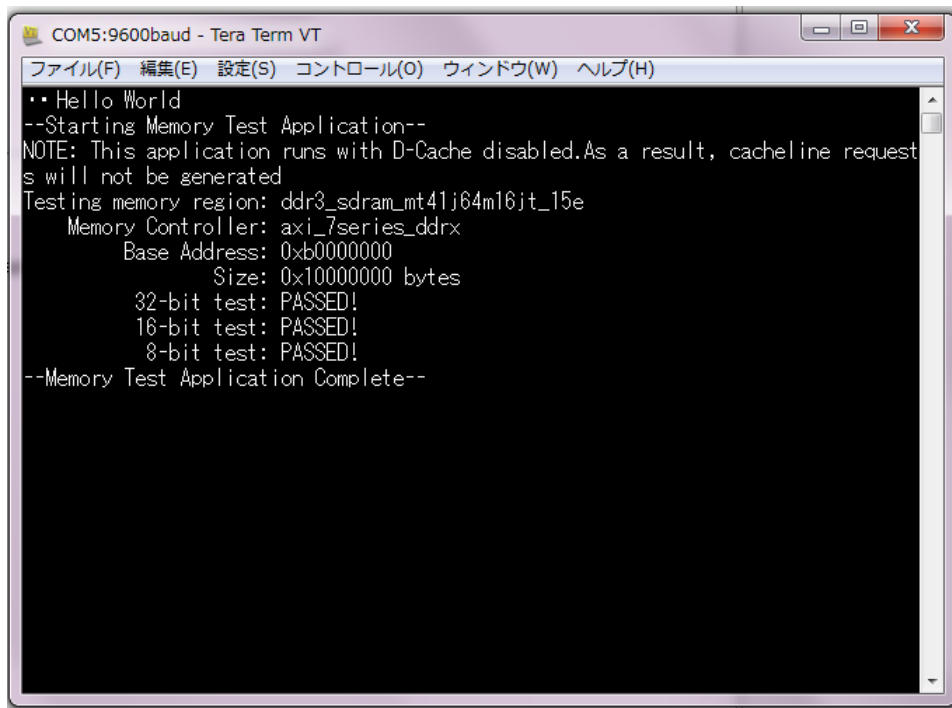 COM5:9600baud - Tera Term VT
ファイル(F) 編集(E) 設定(S) コントロール(O) ウィンドウ(W) ヘルプ(H)
・・Hello World
--Starting Memory Test Application--
NOTE: This application runs with D-Cache disabled.As a result, cacheline request
s will not be generated
Testing memory region: ddr3_sdram_mt41j64m16jt_15e
Memory Controller: axi_7series_ddrx
Base Address: 0xb0000000
Size: 0x10000000 bytes
32-bit test: PASSED!
16-bit test: PASSED!
8-bit test: PASSED!
--Memory Test Application Complete--